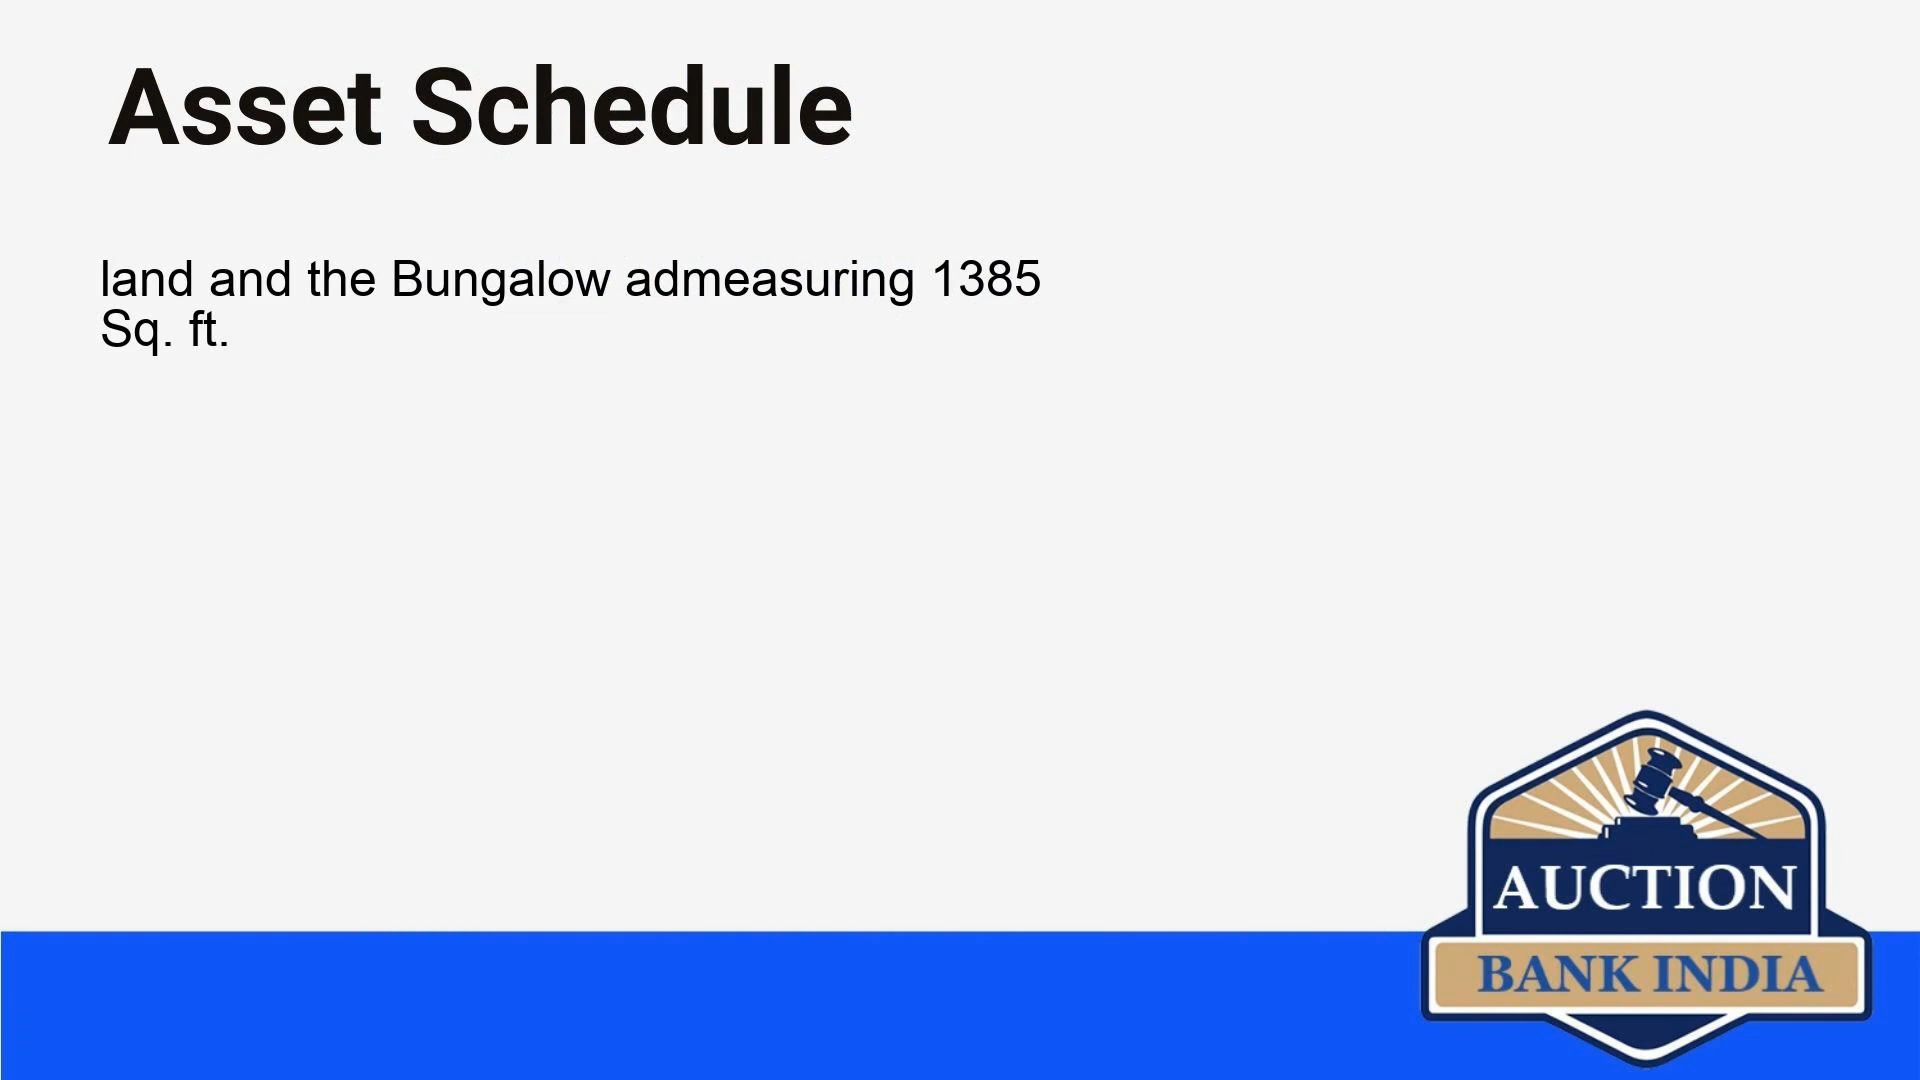 Asset Schedule
land and the Bungalow admeasuring 1385
Sq. ft.
AUCTION
BANK INDIA